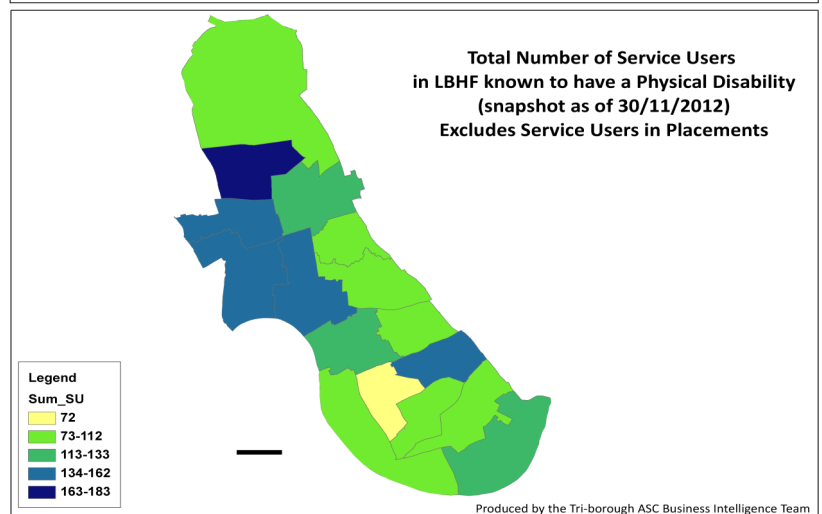 Total Number of Service Users
in LBHF known to have a Physical Disability
(snapshot as of 30/11/2012)
Excludes Service Users in Placements
Legend
Sum_SU
72
73-112
113-133
134-162
163-183
Produced by the Tri-borough ASC Business Intelligence Team